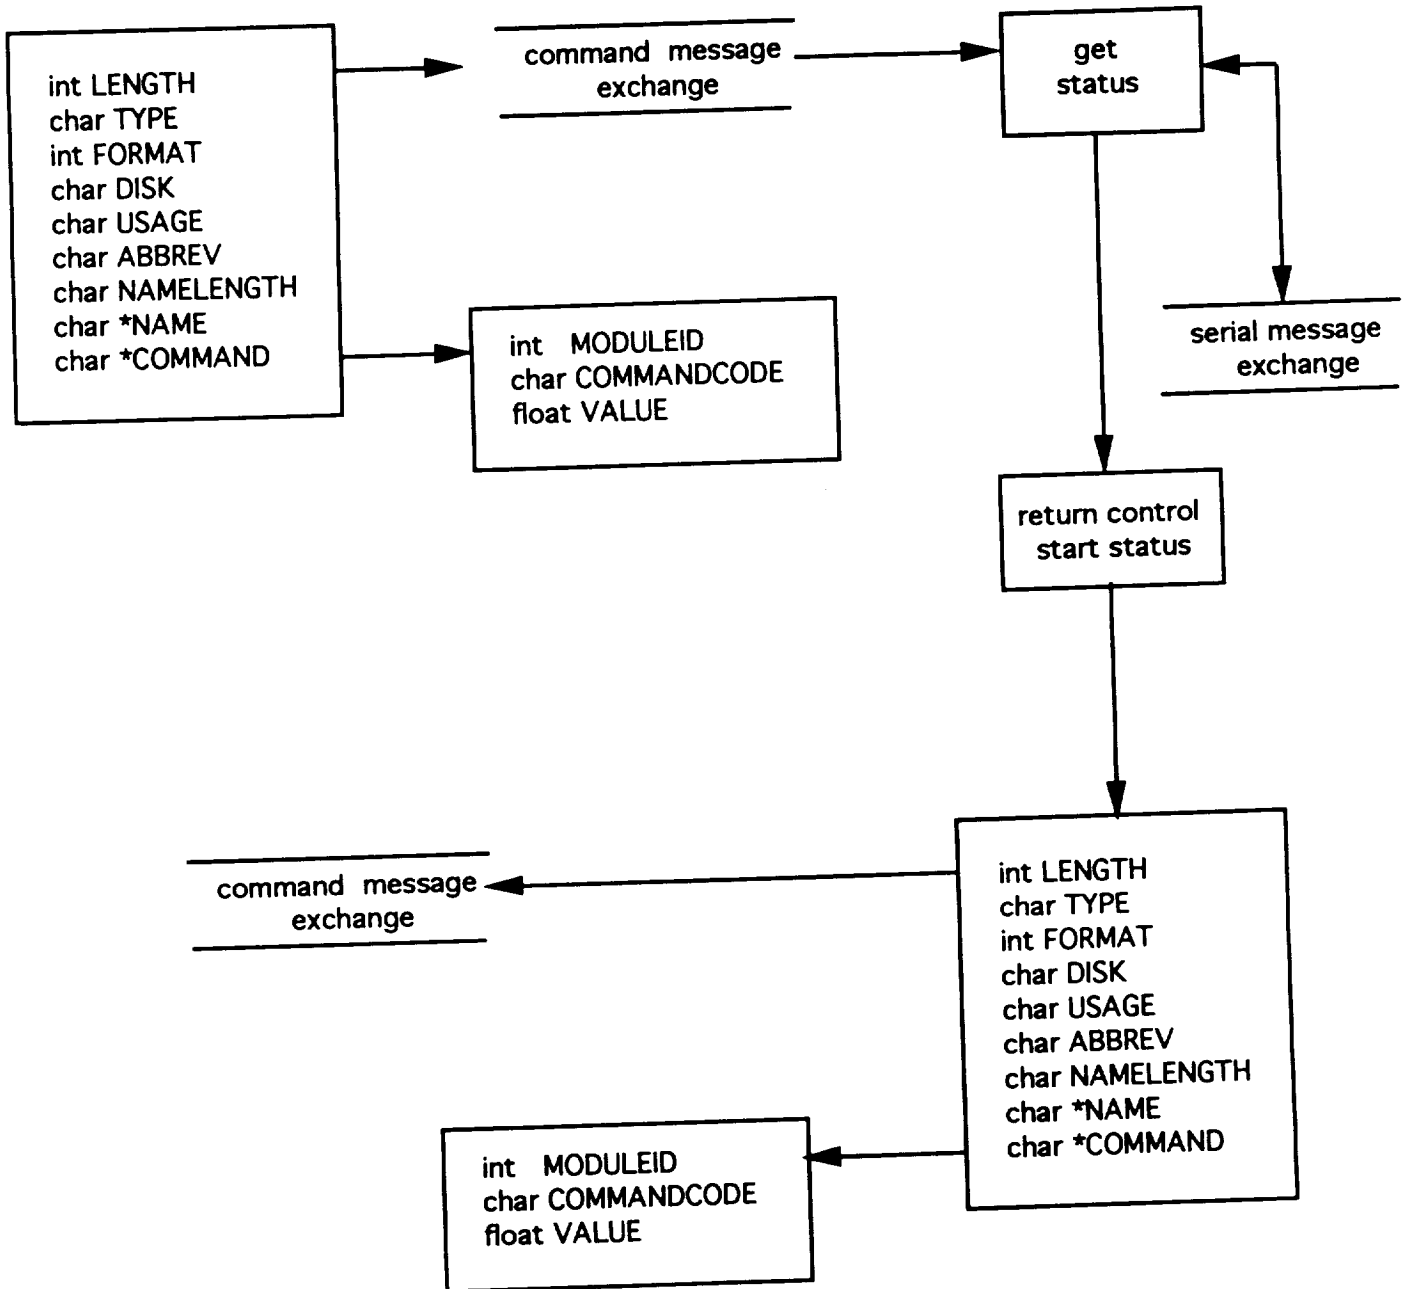 int LENGTH
char TYPE
int FORMAT
char DISK
char USAGE
char ABBREV
char NAMELENGTH
char *NAME
char *COMMAND
command message
exchange
get
status
int MODULEID
char COMMANDCODE
float VALUE
serial message
exchange
return control
start status
command message
exchange
int LENGTH
char TYPE
int FORMAT
char DISK
char USAGE
char ABBREV
char NAMELENGTH
char *NAME
char *COMMAND
int MODULEID
char COMMANDCODE
float VALUE